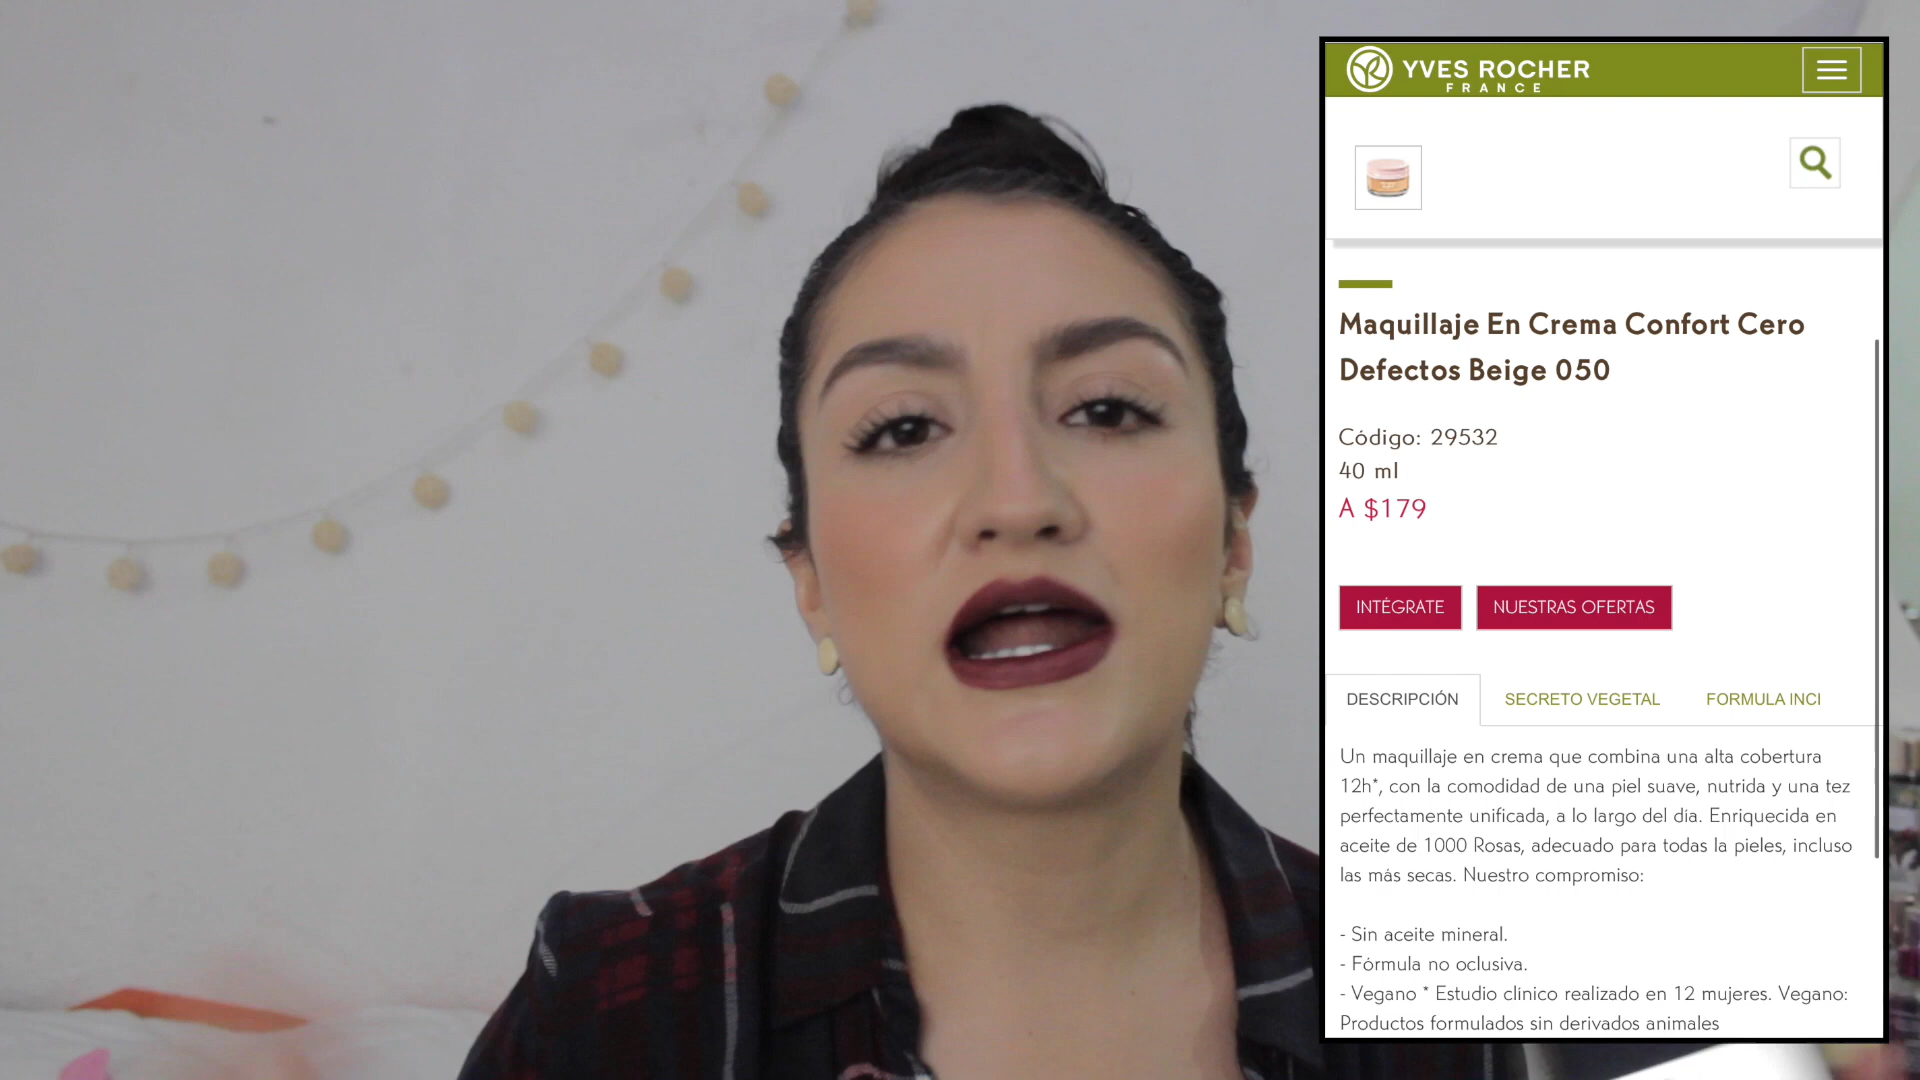 YVES ROCHER
FRANCE
Maquillaje En Crema Confort Cero
Defectos Beige 050
Código: 29532
40 ml
A $179
INTÉGRATE
NUESTRAS OFERTAS
DESCRIPCIÓN
SECRETO VEGETAL
FORMULA INCI
Un maquillaje en crema que combina una alta cobertura
12h*, con la comodidad de una piel suave, nutrida y una tez
perfectamente unificada, a lo largo del día. Enriquecida en
aceite de 1000 Rosas, adecuado para todas la pieles, incluso
las más secas. Nuestro compromiso:
- Sin aceite mineral.
- Fórmula no oclusiva.
- Vegano * Estudio clínico realizado en 12 mujeres. Vegano:
Productos formulados sin derivados animales